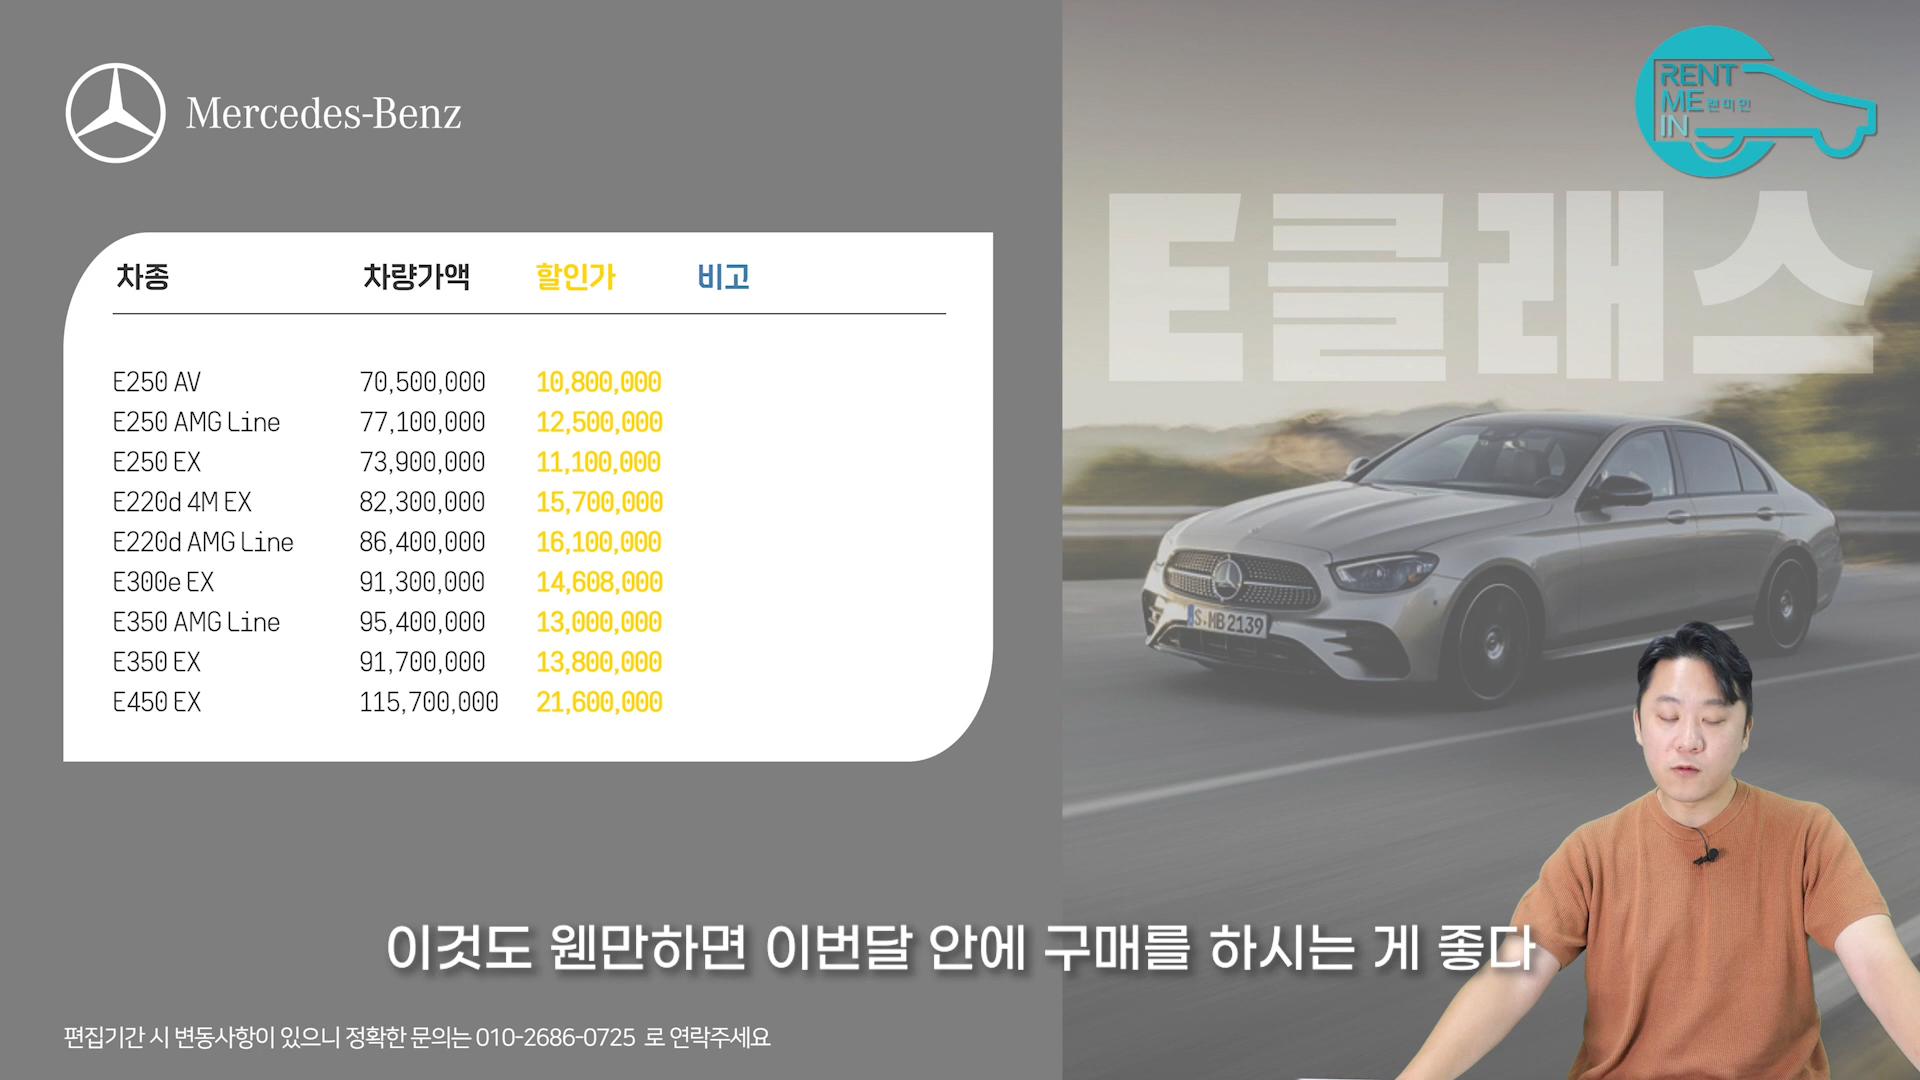 Mercedes-Benz
RENT
ME 렌미인
IN
E클래스
차종 차량가액 할인가 비고
E250 AV 70,500,000 10,800,000
E250 AMG Line 77,100,000 12,500,000
E250 EX 73,900,000 11,100,000
E220d 4M EX 82,300,000 15,700,000
E220d AMG Line 86,400,000 16,100,000
E300e EX 91,300,000 14,608,000
E350 AMG Line 95,400,000 13,000,000
E350 EX 91,700,000 13,800,000
E450 EX 115,700,000 21,600,000
S.MB 2139
이것도 웬만하면 이번달 안에 구매를 하시는 게 좋다
편집기간 시 변동사항이 있으니 정확한 문의는 010-2686-0725 로 연락주세요